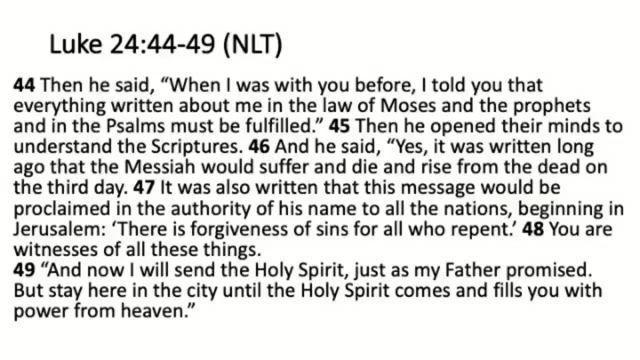 Luke 24:44-49 (NLT)
44 Then he said, “When I was with you before, I told you that
everything written about me in the law of Moses and the prophets
and in the Psalms must be fulfilled.” 45 Then he opened their minds to
understand the Scriptures. 46 And he said, “Yes, it was written long
ago that the Messiah would suffer and die and rise from the dead on
the third day. 47 It was also written that this message would be
proclaimed in the authority of his name to all the nations, beginning in
Jerusalem: ‘There is forgiveness of sins for all who repent.’ 48 You are
witnesses of all these things.
49 “And now I will send the Holy Spirit, just as my Father promised.
But stay here in the city until the Holy Spirit comes and fills you with
power from heaven.”